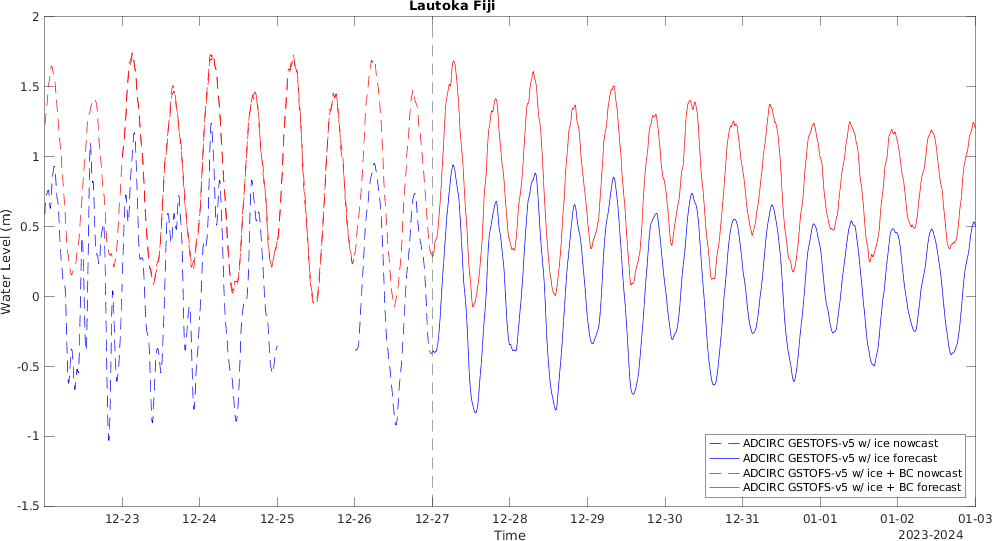 Lautoka Fiji
2
1.5
1
0.5
0
-0.5
-1
-1.5
Water Level (m)
12-23 12-24 12-25 12-26 12-27 12-28 12-29 12-30 12-31 01-01 01-02 01-03
Time
2023-2024
ADCIRC GESTOFS-v5 w/ ice nowcast
ADCIRC GESTOFS-v5 w/ ice forecast
ADCIRC GSTOFS-v5 w/ ice + BC nowcast
ADCIRC GSTOFS-v5 w/ ice + BC forecast